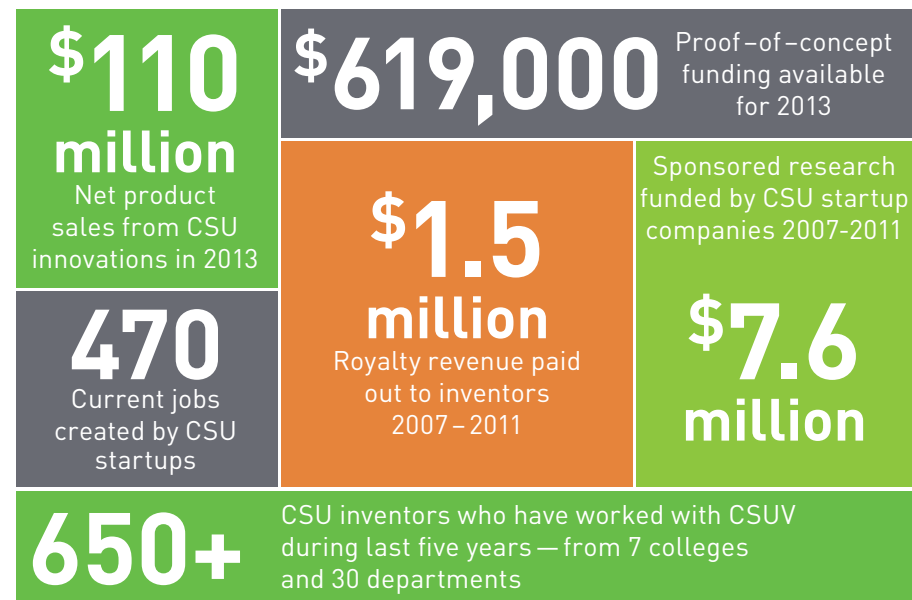 $110
million
Net product
sales from CSU
innovations in 2013
$619,000
Proof–of–concept
funding available
for 2013
470
Current jobs
created by CSU
startups
$1.5
million
Royalty revenue paid
out to inventors
2007–2011
Sponsored research
funded by CSU startup
companies 2007-2011
$7.6
million
650+
CSU inventors who have worked with CSUV
during last five years — from 7 colleges
and 30 departments